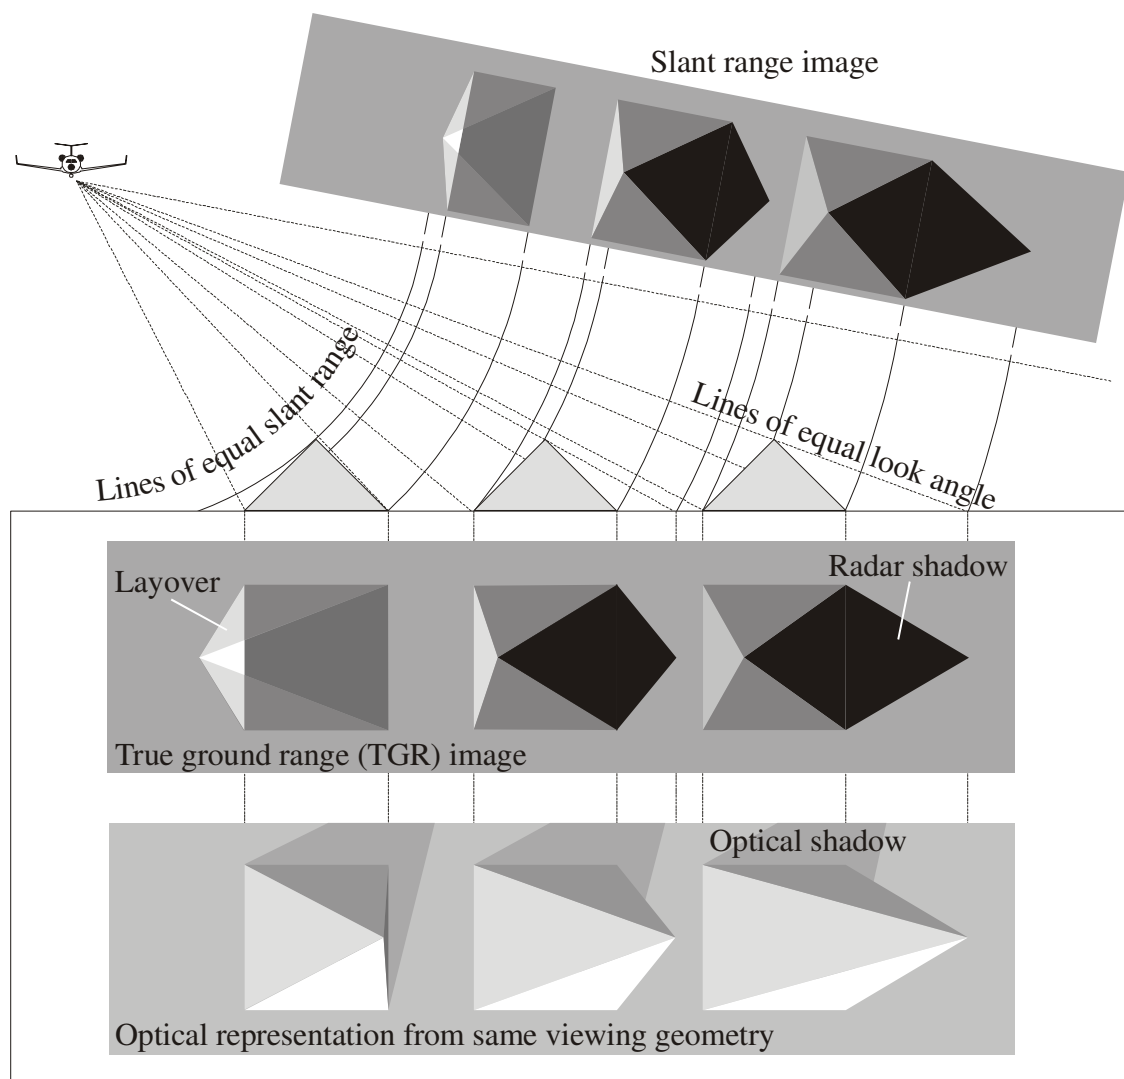 Slant range image
Lines of equal slant range
Lines of equal look angle
Layover
Radar shadow
True ground range (TGR) image
Optical shadow
Optical representation from same viewing geometry